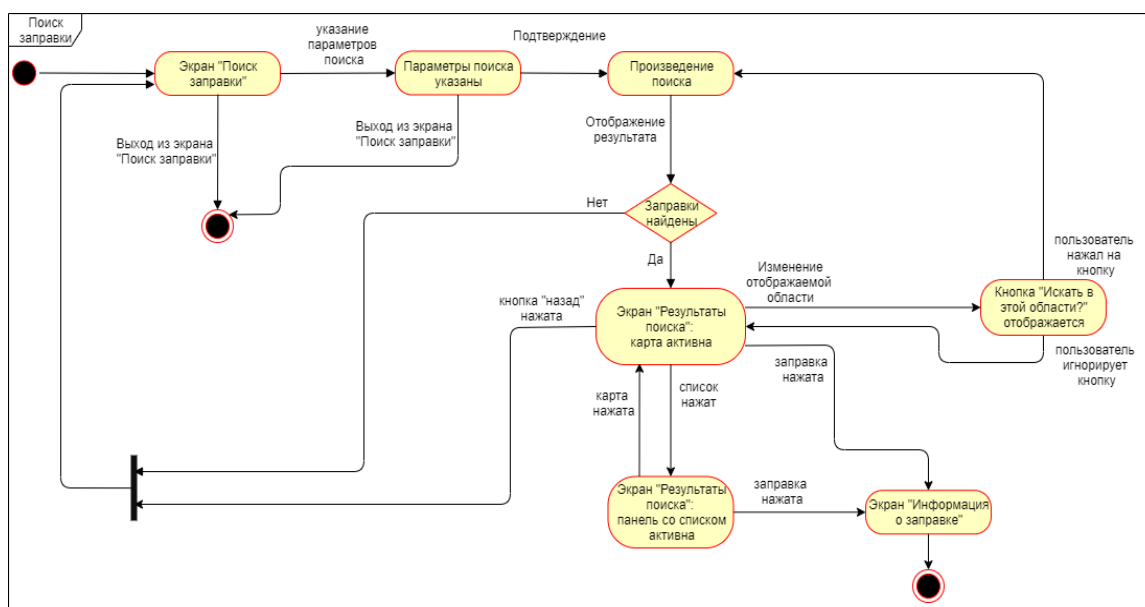 Поиск
заправки
указание
параметров
поиска
Подтверждение
Экран "Поиск
заправки"
Параметры поиска
указаны
Произведение
поиска
Выход из экрана
"Поиск заправки"
Выход из экрана
"Поиск заправки"
Отображение
результата
Нет
Заправки
найдены
Да
Изменение
отображаемой
области
пользователь
нажал на
кнопку
кнопка "назад"
нажата
Экран "Результаты
поиска":
карта активна
Кнопка "Искать в
этой области?"
отображается
заправка
нажата
пользователь
игнорирует
кнопку
карта
нажата
список
нажат
Экран "Результаты
поиска":
панель со списком
активна
заправка
нажата
Экран "Информация
о заправке"